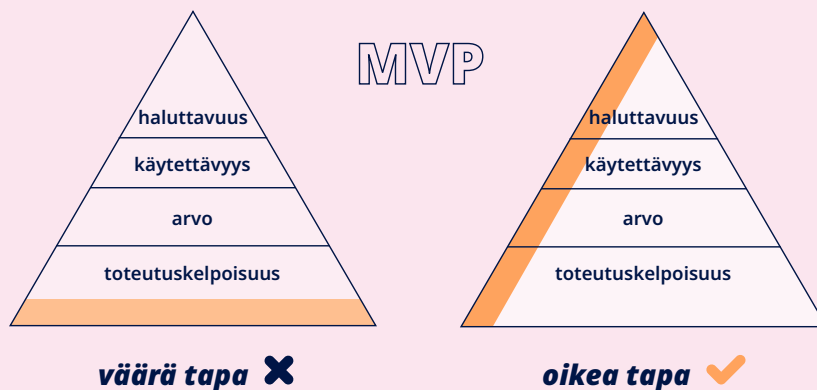 MVP
haluttavuus
käytettävyys
arvo
toteutuskelpoisuus
väärä tapa
haluttavuus
käytettävyys
arvo
toteutuskelpoisuus
oikea tapa